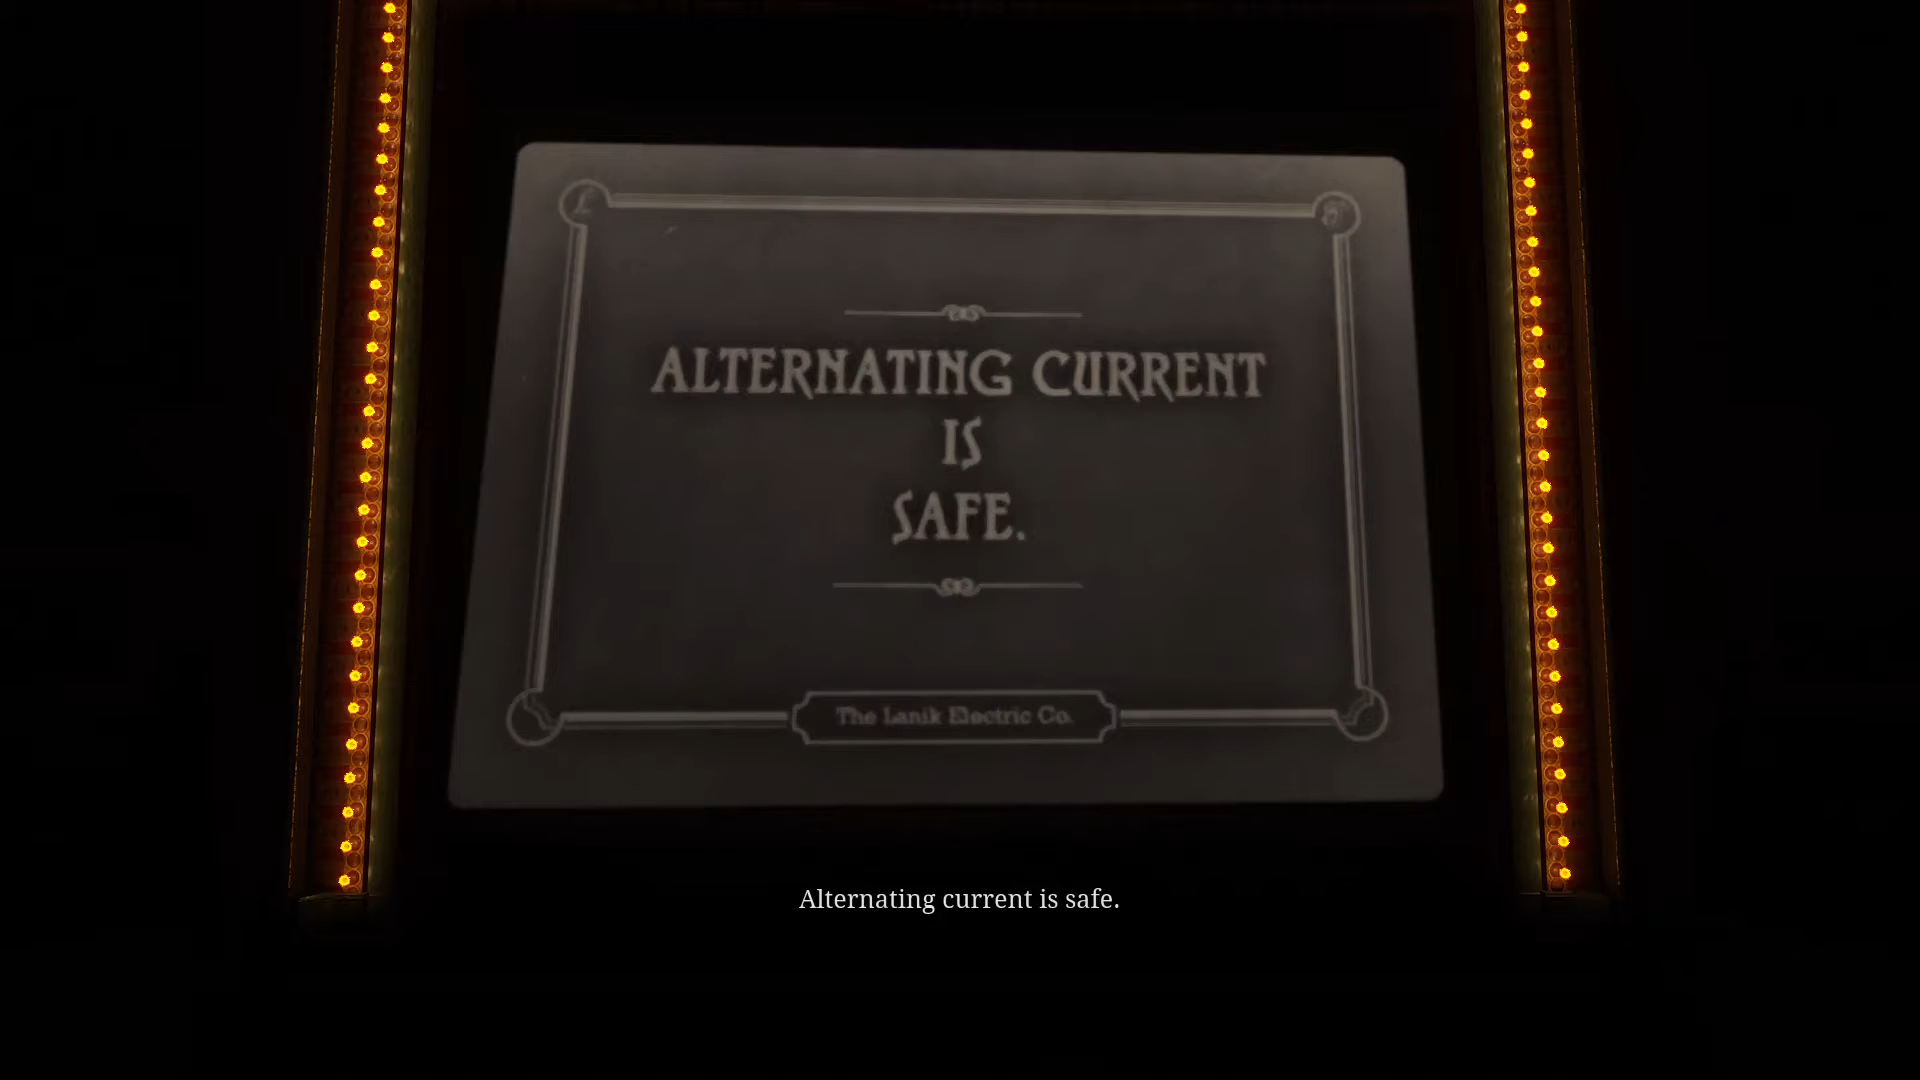 ALTERNATING CURRENT
IS
SAFE.
The Lanik Electric Co.
Alternating current is safe.